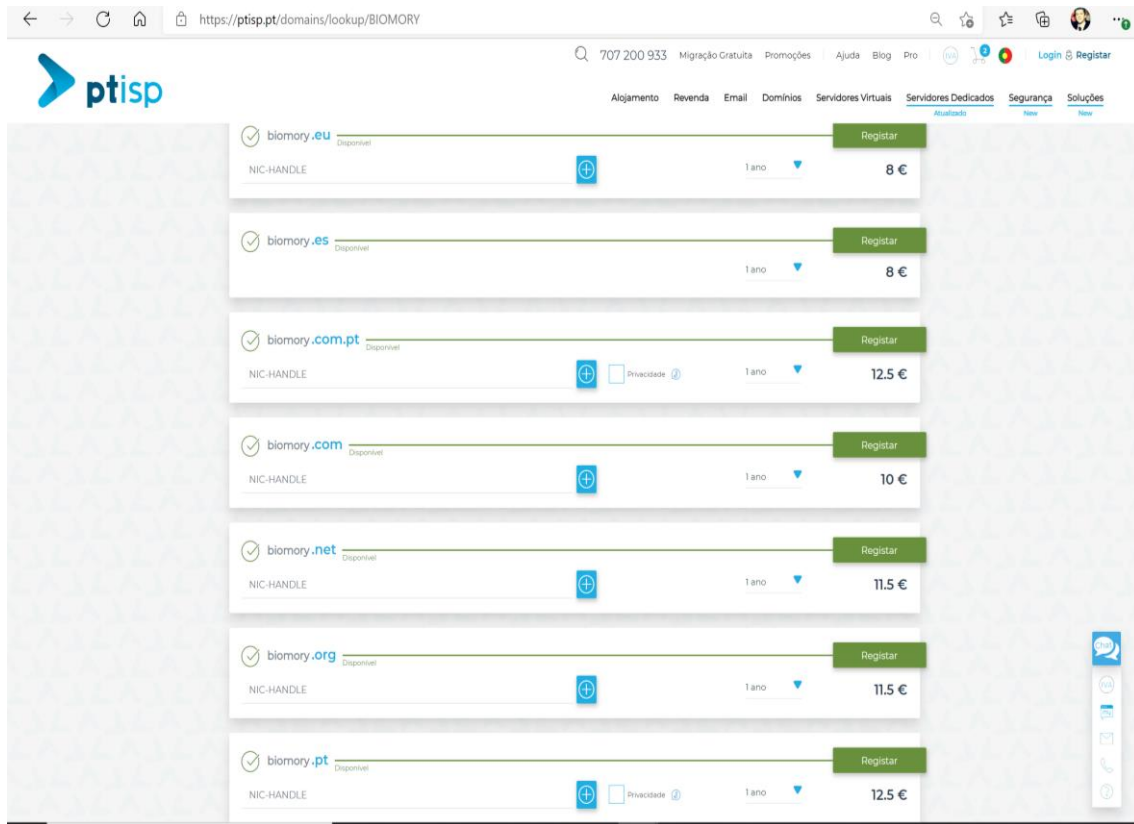 https://ptisp.pt/domains/lookup/BIOMORY
ptisp
707 200 933 Migração Gratuita Promoções Ajuda Blog Pro IVA 2 Login Registar
Alojamento Revenda Email Domínios Servidores Virtuais Servidores Dedicados Segurança Soluções
Atualizado New New
biomory.eu Disponível Registar
NIC-HANDLE 1 ano 8 €
biomory.es Disponível Registar
1 ano 8 €
biomory.com.pt Disponível Registar
NIC-HANDLE Privacidade 1 ano 12.5 €
biomory.com Disponível Registar
NIC-HANDLE 1 ano 10 €
biomory.net Disponível Registar
NIC-HANDLE 1 ano 11.5 €
biomory.org Disponível Registar
NIC-HANDLE 1 ano 11.5 €
biomory.pt Disponível Registar
NIC-HANDLE Privacidade 1 ano 12.5 €
Chat
IVA